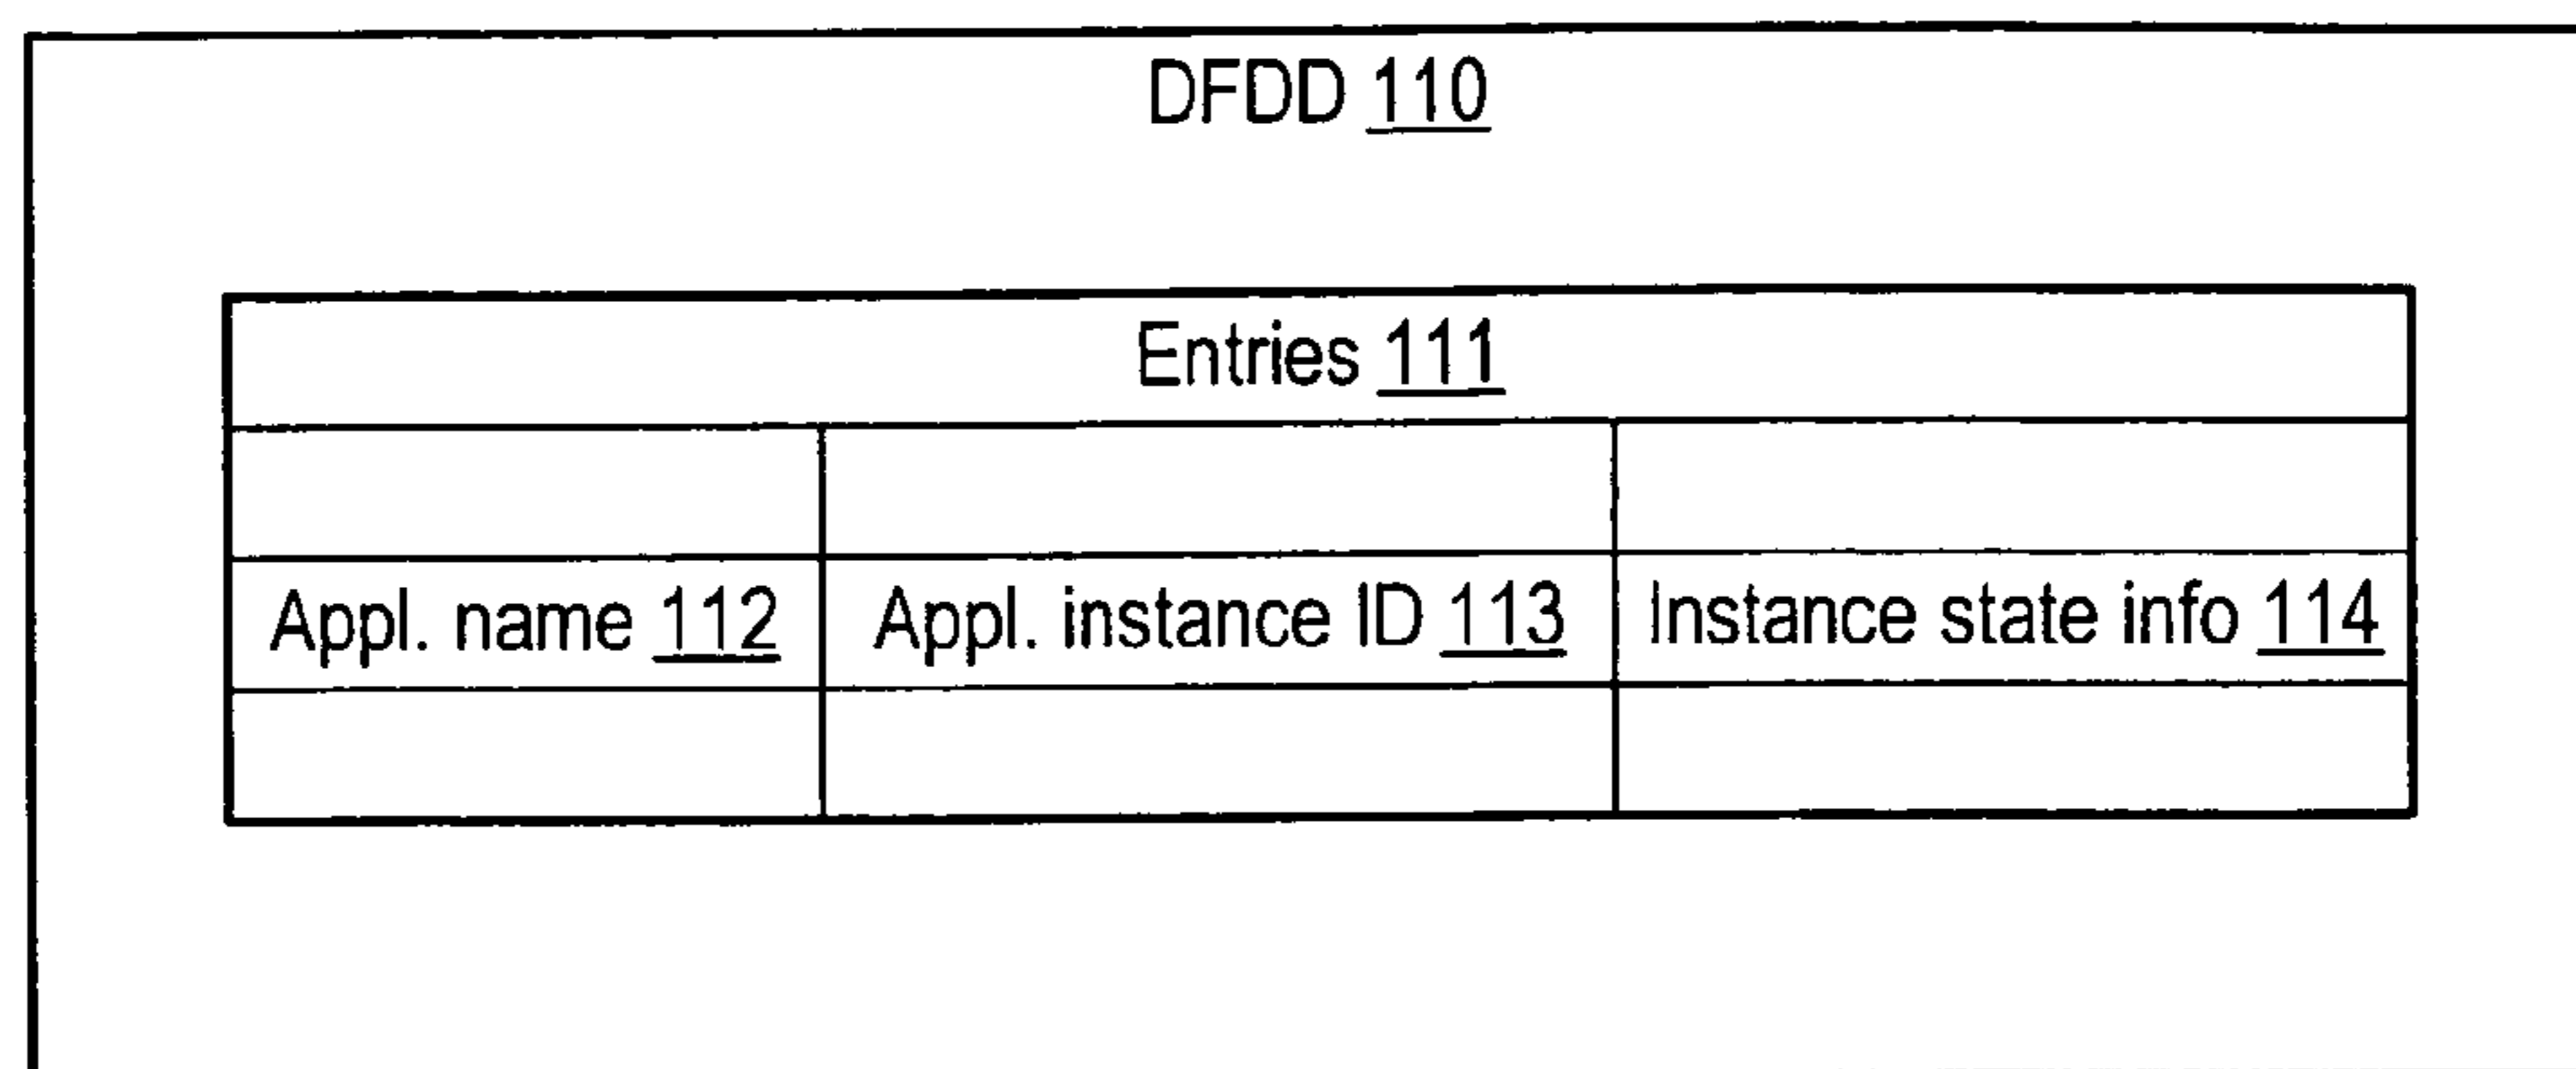 DFDD 110
Entries 111
Appl. name 112 Appl. instance ID 113 Instance state info 114